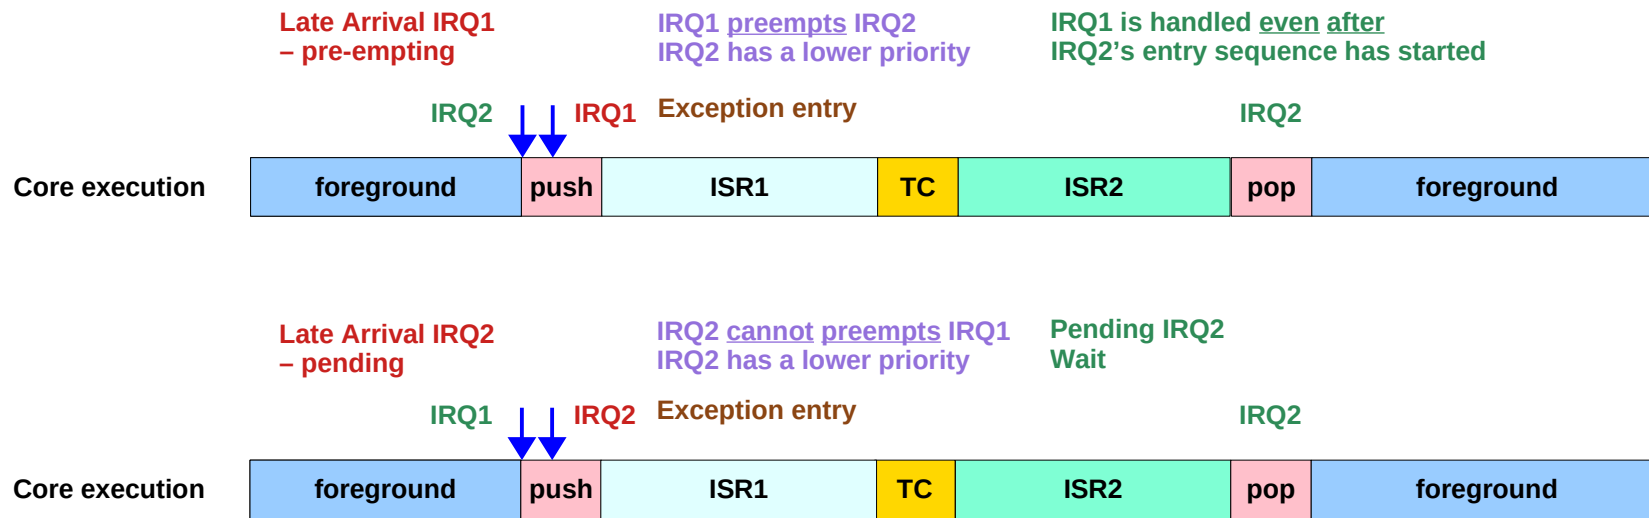 Late Arrival IRQ1
– pre-empting
IRQ1 preempts IRQ2
IRQ2 has a lower priority
IRQ1 is handled even after
IRQ2’s entry sequence has started
IRQ2
IRQ1
Exception entry
IRQ2
Core execution
foreground
push
ISR1
TC
ISR2
pop
foreground
Late Arrival IRQ2
– pending
IRQ2 cannot preempts IRQ1
IRQ2 has a lower priority
Pending IRQ2
Wait
IRQ1
IRQ2
Exception entry
IRQ2
Core execution
foreground
push
ISR1
TC
ISR2
pop
foreground